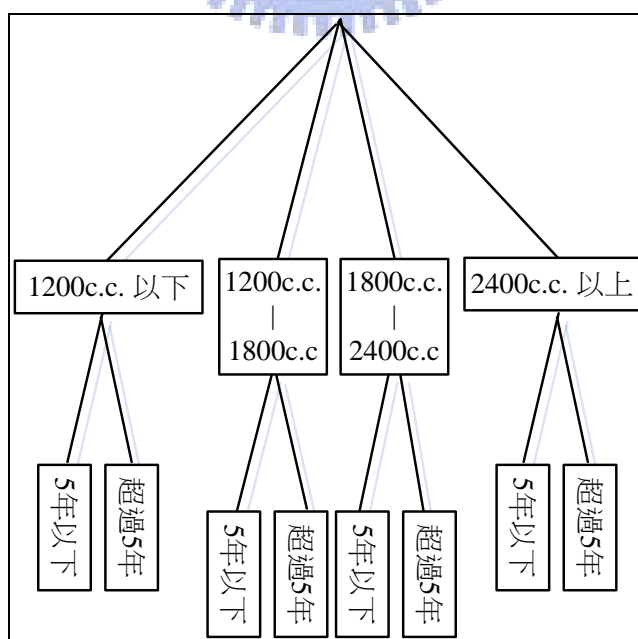 1200c.c. 以下
1200c.c.
|
1800c.c
1800c.c.
|
2400c.c
2400c.c. 以上
5年以下
超過5年
5年以下
超過5年
5年以下
超過5年
5年以下
超過5年